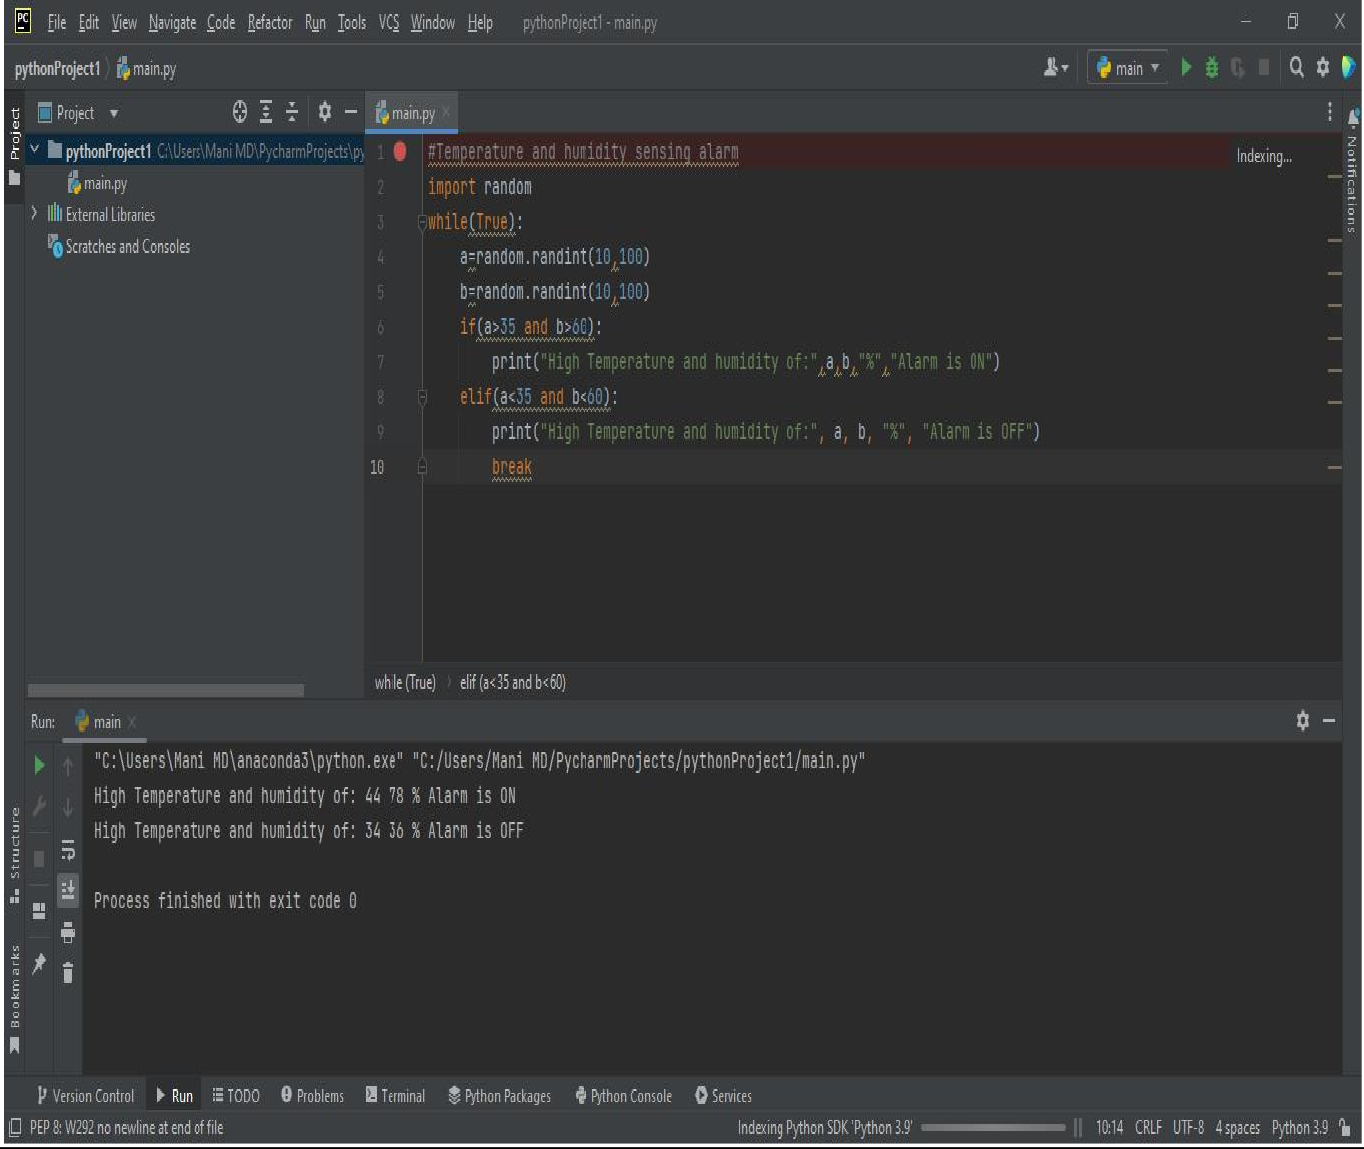 PC File Edit View Navigate Code Refactor Run Tools VCS Window Help pythonProject1 - main.py
pythonProject1 main.py main
Project
Project main.py
pythonProject1 C:\Users\Mani MD\PycharmProjects\py
main.py
External Libraries
Scratches and Consoles
1 #Temperature and humidity sensing alarm
2 import random
3 while(True):
4 a=random.randint(10,100)
5 b=random.randint(10,100)
6 if(a>35 and b>60):
7 print("High Temperature and humidity of:",a,b,"%","Alarm is ON")
8 elif(a<35 and b<60):
9 print("High Temperature and humidity of:", a, b, "%", "Alarm is OFF")
10 break
Indexing...
Notifications
while (True) elif (a<35 and b<60)
Run: main
"C:\Users\Mani MD\anaconda3\python.exe" "C:/Users/Mani MD/PycharmProjects/pythonProject1/main.py"
High Temperature and humidity of: 44 78 % Alarm is ON
High Temperature and humidity of: 34 36 % Alarm is OFF
Process finished with exit code 0
Structure
Bookmarks
Version Control Run TODO Problems Terminal Python Packages Python Console Services
PEP 8: W292 no newline at end of file Indexing Python SDK 'Python 3.9' 10:14 CRLF UTF-8 4 spaces Python 3.9